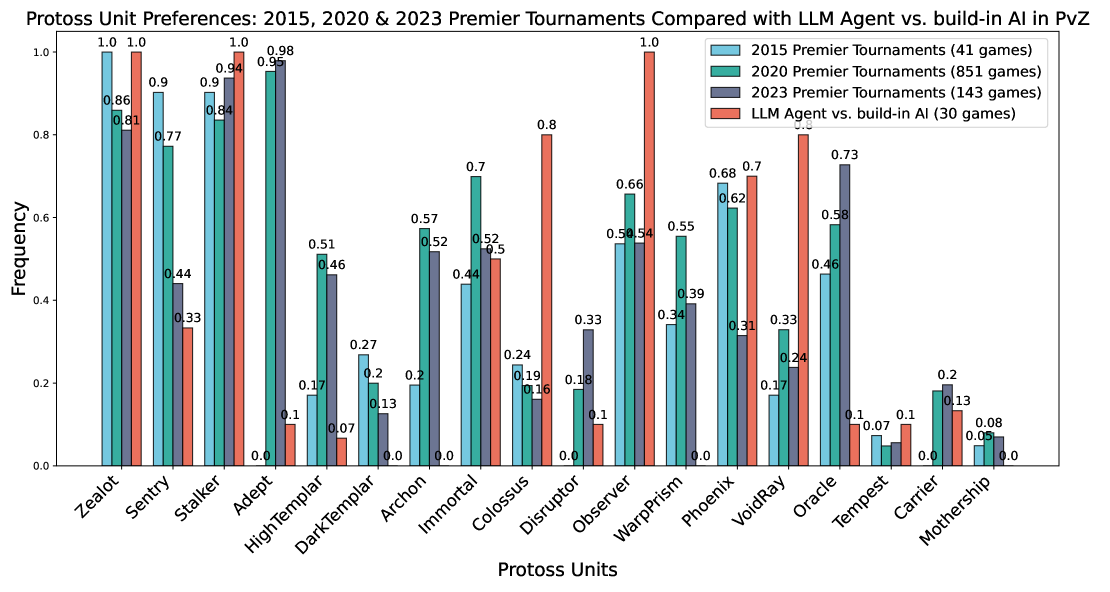 Protoss Unit Preferences: 2015, 2020 & 2023 Premier Tournaments Compared with LLM Agent vs. build-in AI in PvZ
2015 Premier Tournaments (41 games)
2020 Premier Tournaments (851 games)
2023 Premier Tournaments (143 games)
LLM Agent vs. build-in AI (30 games)
Frequency
1.0
0.8
0.6
0.4
0.2
0.0
1.0 0.86 0.81 1.0
0.9 0.77 0.44 0.33
0.9 0.84 0.94 1.0
0.0 0.95 0.98 0.1
0.17 0.51 0.46 0.07
0.27 0.2 0.13 0.0
0.2 0.57 0.52 0.0
0.44 0.7 0.52 0.5
0.24 0.19 0.16 0.8
0.0 0.18 0.33 0.1
0.54 0.66 0.54 1.0
0.34 0.55 0.39 0.0
0.68 0.62 0.31 0.7
0.17 0.33 0.24 0.8
0.46 0.58 0.73 0.1
0.07 0.1
0.0 0.2 0.13
0.05 0.08 0.0
Zealot
Sentry
Stalker
Adept
HighTemplar
DarkTemplar
Archon
Immortal
Colossus
Disruptor
Observer
WarpPrism
Phoenix
VoidRay
Oracle
Tempest
Carrier
Mothership
Protoss Units